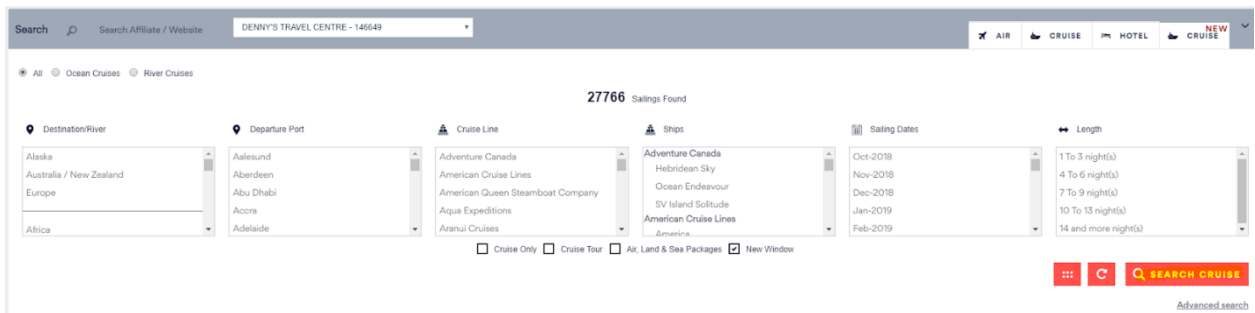 Search Search Affiliate / Website DENNY'S TRAVEL CENTRE - 146649 AIR CRUISE HOTEL CRUISE NEW
All Ocean Cruises River Cruises
27766 Sailings Found
Destination/River Departure Port Cruise Line Ships Sailing Dates Length
Alaska
Australia / New Zealand
Europe
Africa
Aalesund
Aberdeen
Abu Dhabi
Accra
Adelaide
Adventure Canada
American Cruise Lines
American Queen Steamboat Company
Aqua Expeditions
Aranui Cruises
Adventure Canada
Hebridean Sky
Ocean Endeavour
SV Island Solitude
American Cruise Lines
America
Oct-2018
Nov-2018
Dec-2018
Jan-2019
Feb-2019
1 To 3 night(s)
4 To 6 night(s)
7 To 9 night(s)
10 To 13 night(s)
14 and more night(s)
Cruise Only Cruise Tour Air, Land & Sea Packages New Window
SEARCH CRUISE
Advanced search